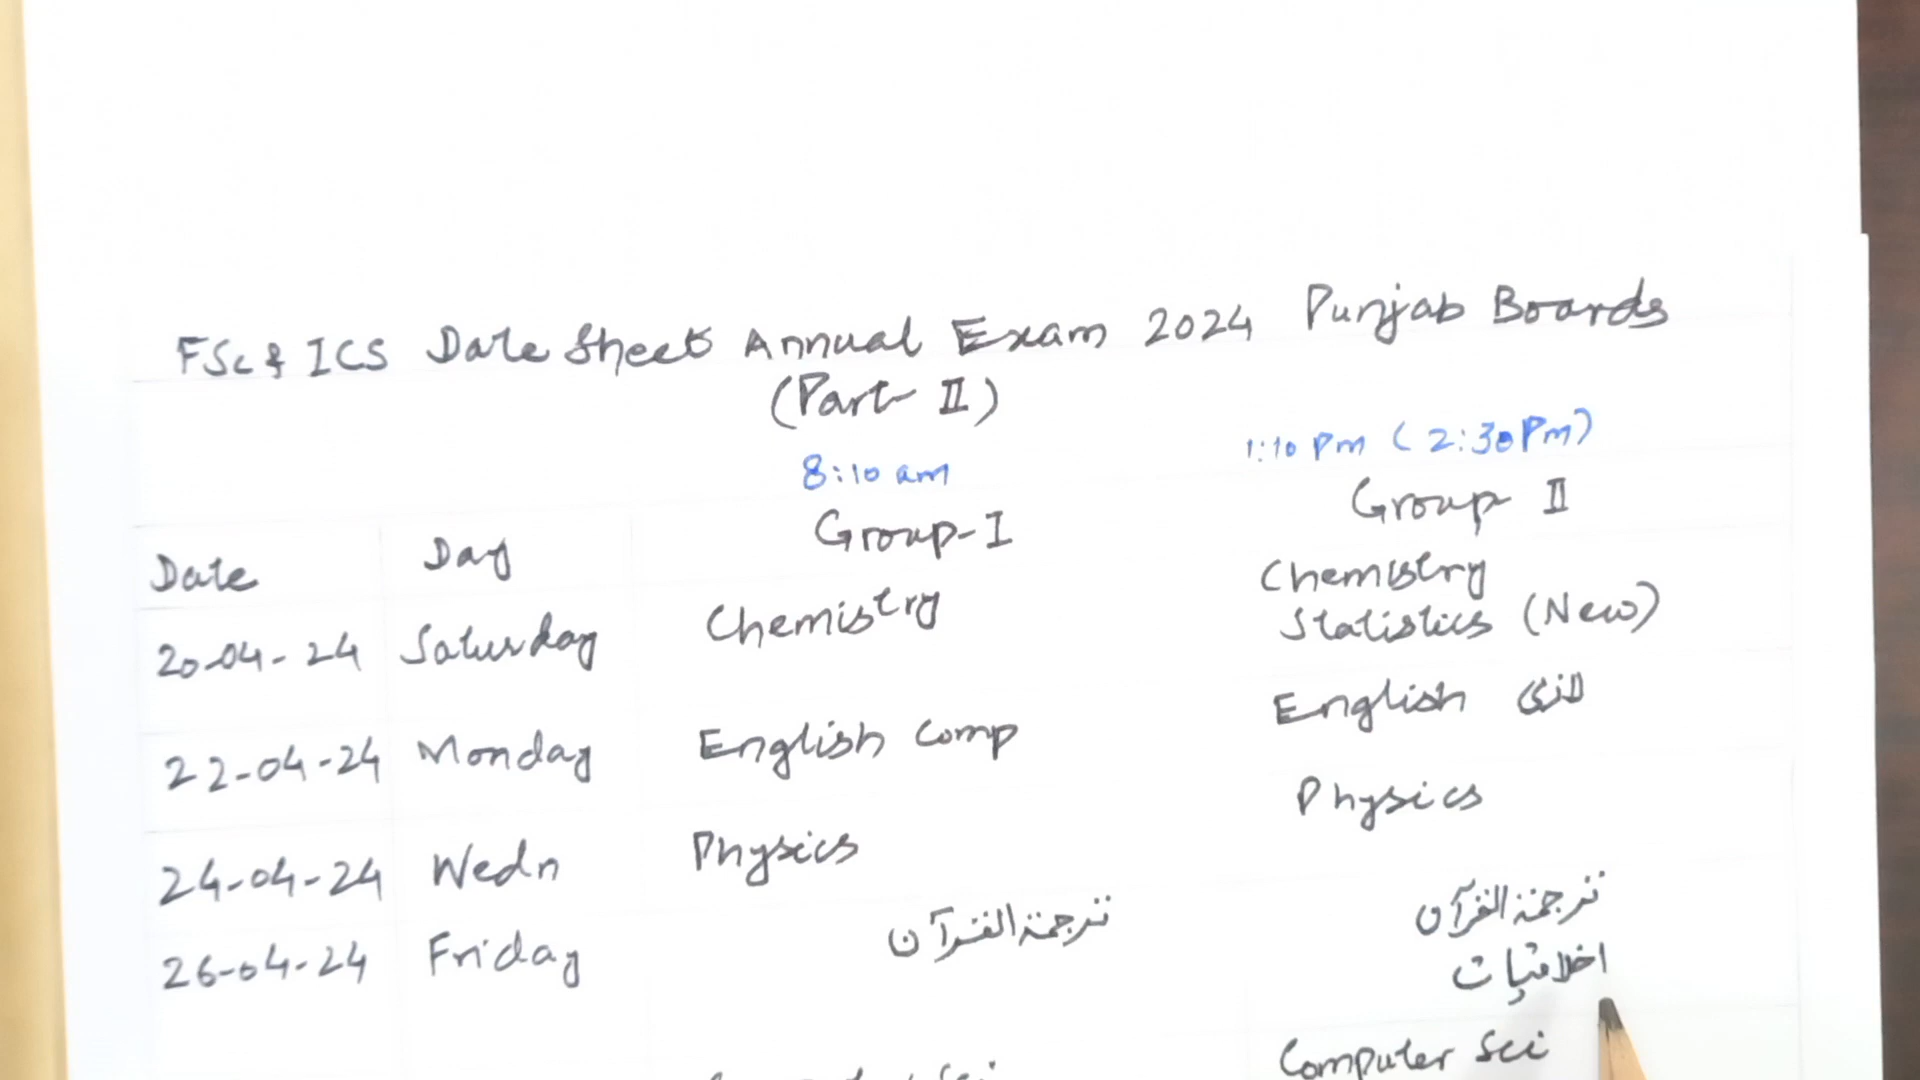 FSc & ICS Date Sheet Annual Exam 2024 Punjab Boards
(Part II)
8:10 am 1:10 Pm (2:30 Pm)
Date Day Group-I Group II
20-04-24 Saturday Chemistry Chemistry
Statistics (New)
22-04-24 Monday English Comp English لازمی
24-04-24 Wedn Physics Physics
26-04-24 Friday ترجمۃ القرآن ترجمۃ القرآن
اخلاقیات
Computer Sci